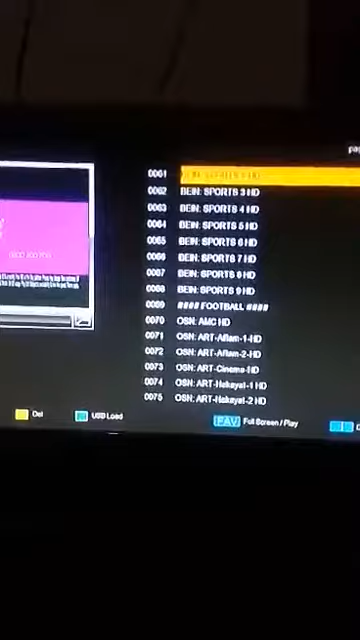 0061
0062 BEIN: SPORTS 3 HD
0063 BEIN: SPORTS 4 HD
0064 BEIN: SPORTS 5 HD
0065 BEIN: SPORTS 6 HD
0066 BEIN: SPORTS 7 HD
0067 BEIN: SPORTS 8 HD
0068 BEIN: SPORTS 9 HD
0069 #### FOOTBALL ####
0070 OSN: AMC HD
0071 OSN: ART-Aflam-1-HD
0072 OSN: ART-Aflam-2-HD
0073 OSN: ART-Cinema-HD
0074 OSN: ART-Hekayat-1 HD
0075 OSN: ART-Hekayat-2 HD
Del USB Load FAV Full Screen / Play